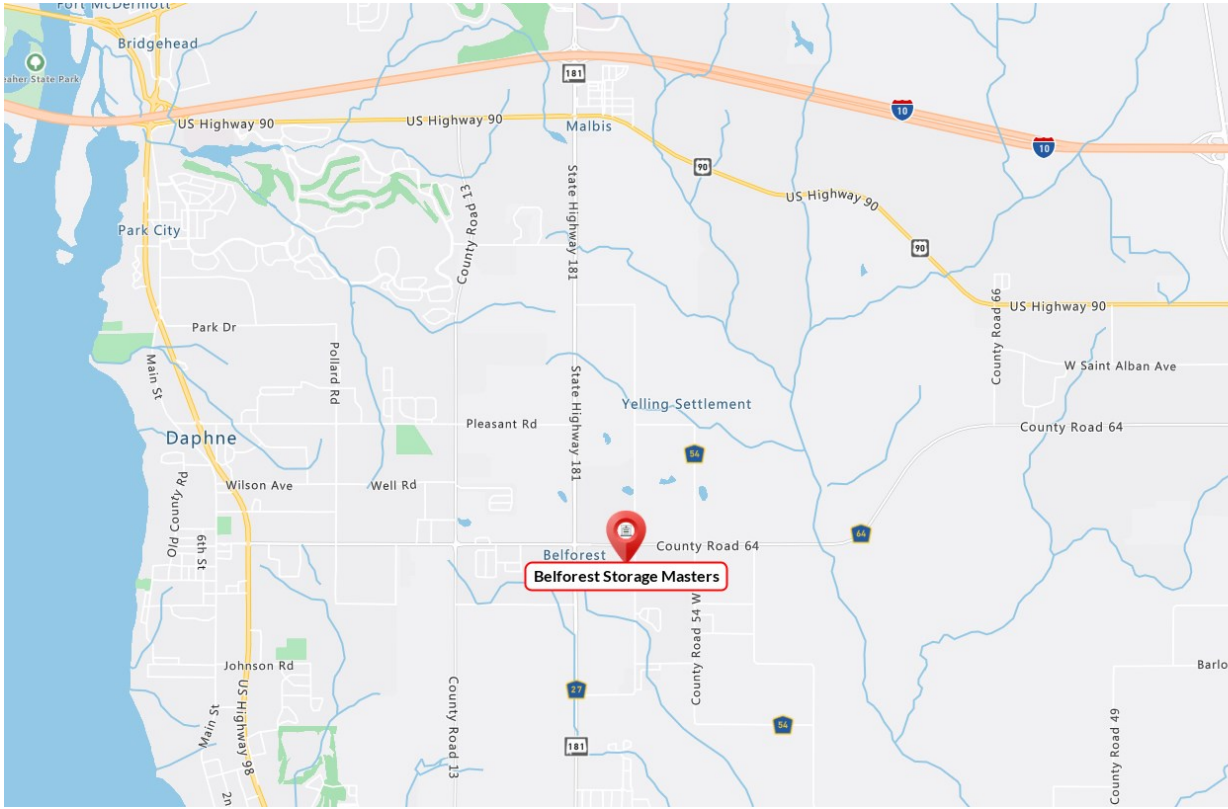 Fort McDermott
Bridgehead
eaher State Park
181
10
US Highway 90
US Highway 90
Malbis
10
90
State Highway 181
County Road 13
US Highway 90
Park City
90
County Road 66
US Highway 90
Park Dr
Main St
Pollard Rd
State Highway 181
W Saint Alban Ave
Yelling Settlement
Pleasant Rd
County Road 64
Daphne
54
Old County Rd
Wilson Ave
Well Rd
6th St
64
Belforest
County Road 64
Belforest Storage Masters
County Road 54 W
Johnson Rd
Barlo
27
Main St
US Highway 98
County Road 13
54
County Road 49
181
2n